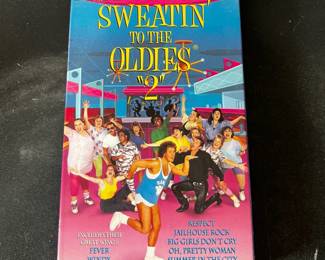 SWEATIN'
TO THE
OLDIES
"2"
INCLUDES THESE
GREAT SONGS
FEVER
WINDY
RESPECT
JAILHOUSE ROCK
BIG GIRLS DON'T CRY
OH, PRETTY WOMAN
SUMMER IN THE CITY